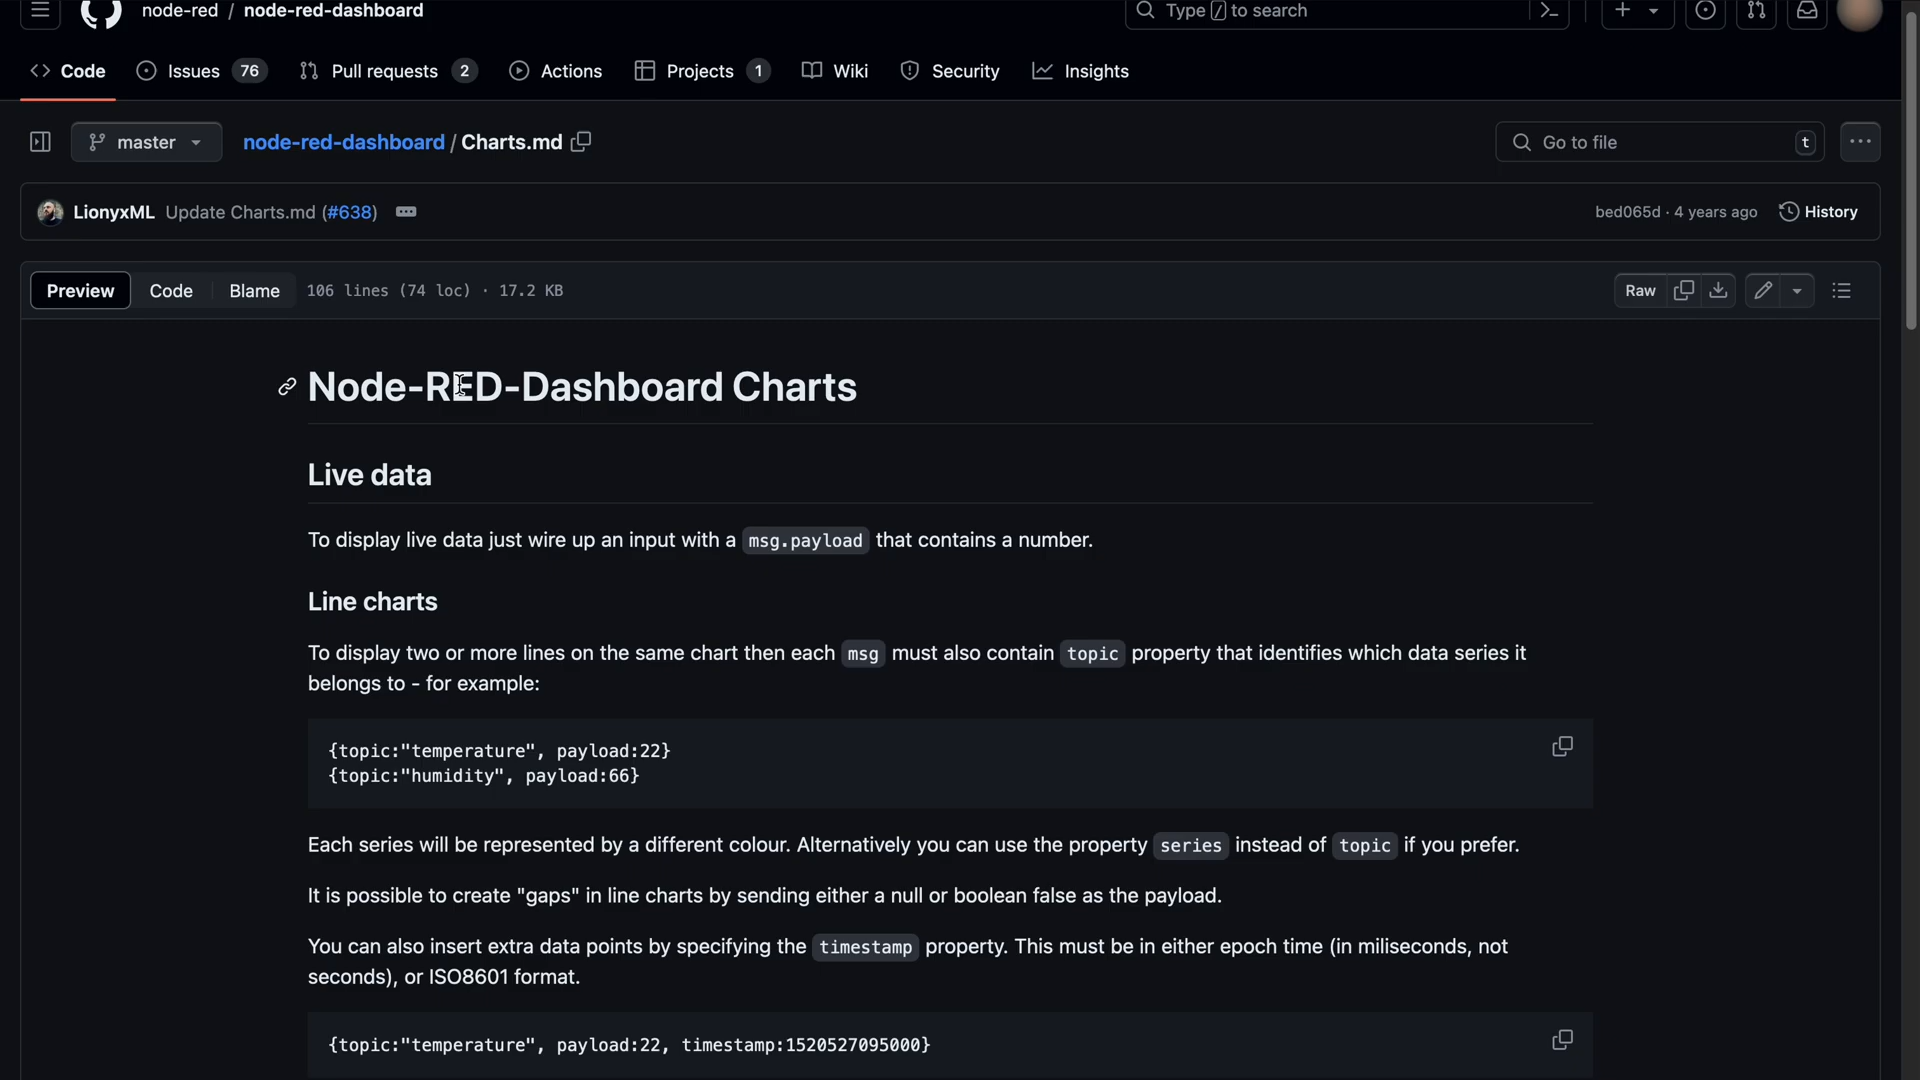 node-red / node-red-dashboard
Type / to search
Code Issues 76 Pull requests 2 Actions Projects 1 Wiki Security Insights
master node-red-dashboard / Charts.md Go to file t
LionyxML Update Charts.md (#638) bed065d · 4 years ago History
Preview Code Blame 106 lines (74 loc) · 17.2 KB Raw
Node-RED-Dashboard Charts
Live data
To display live data just wire up an input with a msg.payload that contains a number.
Line charts
To display two or more lines on the same chart then each msg must also contain topic property that identifies which data series it
belongs to - for example:
{topic:"temperature", payload:22}
{topic:"humidity", payload:66}
Each series will be represented by a different colour. Alternatively you can use the property series instead of topic if you prefer.
It is possible to create "gaps" in line charts by sending either a null or boolean false as the payload.
You can also insert extra data points by specifying the timestamp property. This must be in either epoch time (in miliseconds, not
seconds), or ISO8601 format.
{topic:"temperature", payload:22, timestamp:1520527095000}